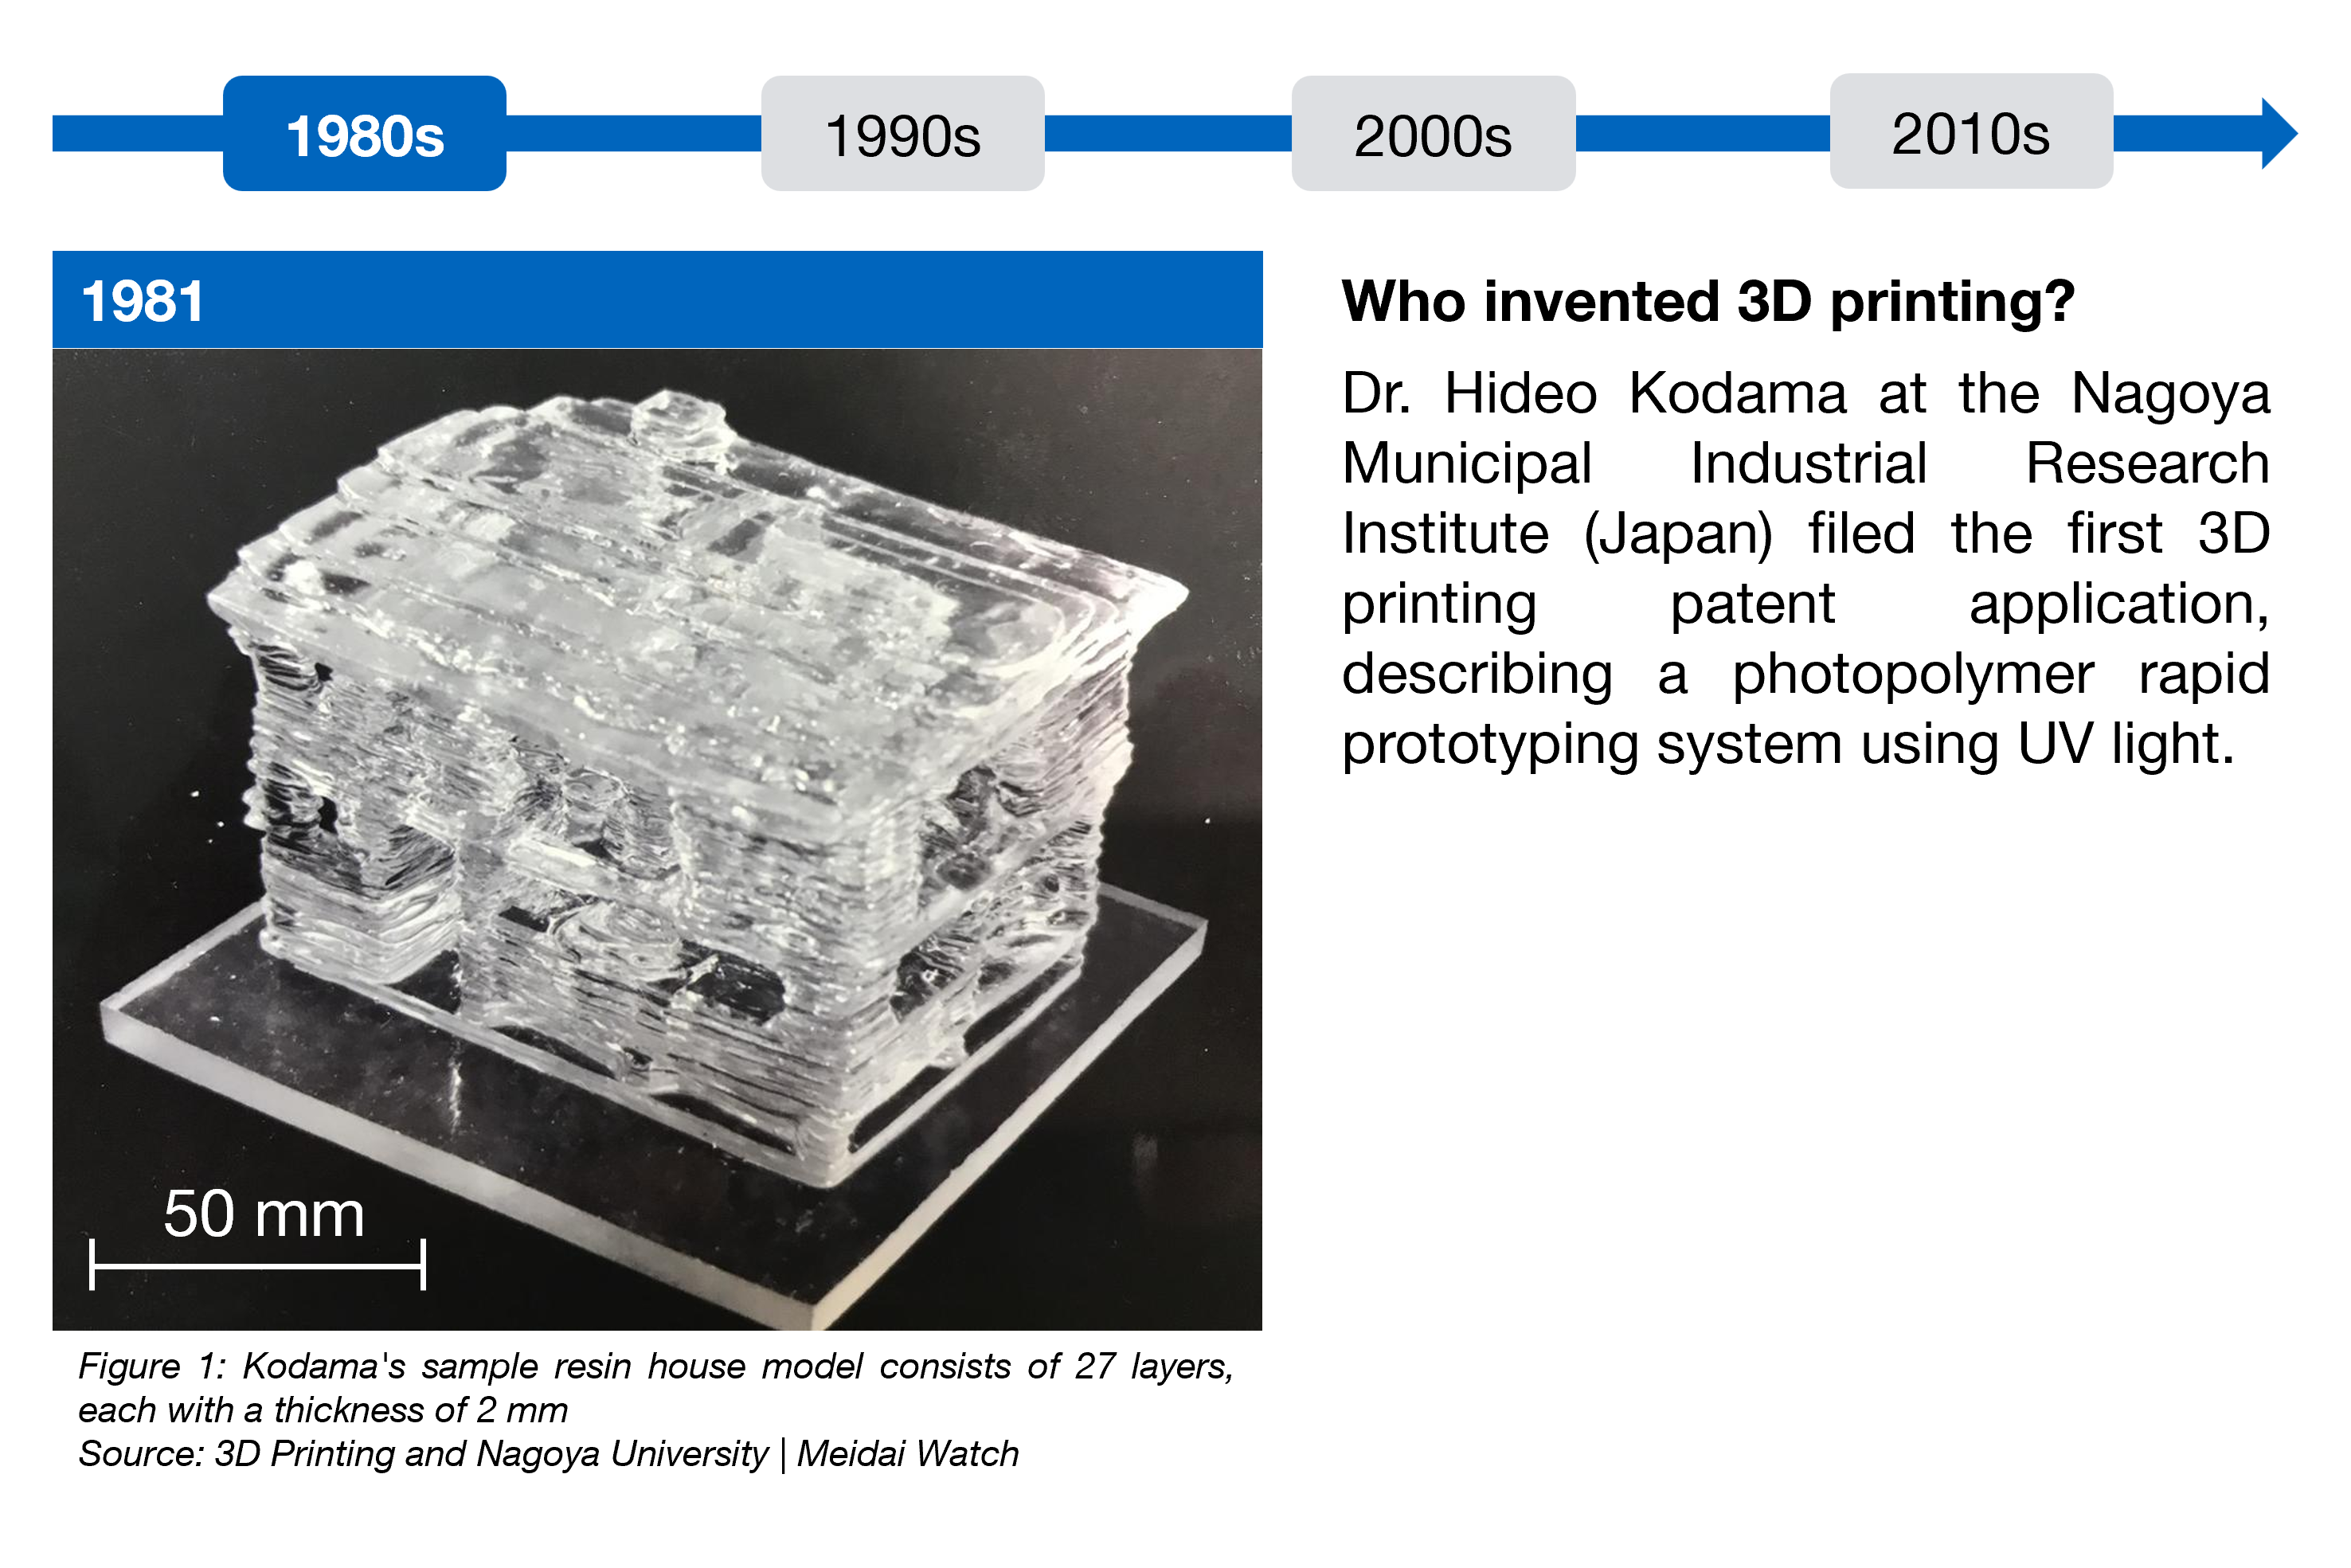 1980s
1990s
2000s
2010s
1981
50 mm
Figure 1: Kodama's sample resin house model consists of 27 layers,
each with a thickness of 2 mm
Source: 3D Printing and Nagoya University | Meidai Watch
Who invented 3D printing?
Dr. Hideo Kodama at the Nagoya
Municipal Industrial Research
Institute (Japan) filed the first 3D
printing patent application,
describing a photopolymer rapid
prototyping system using UV light.